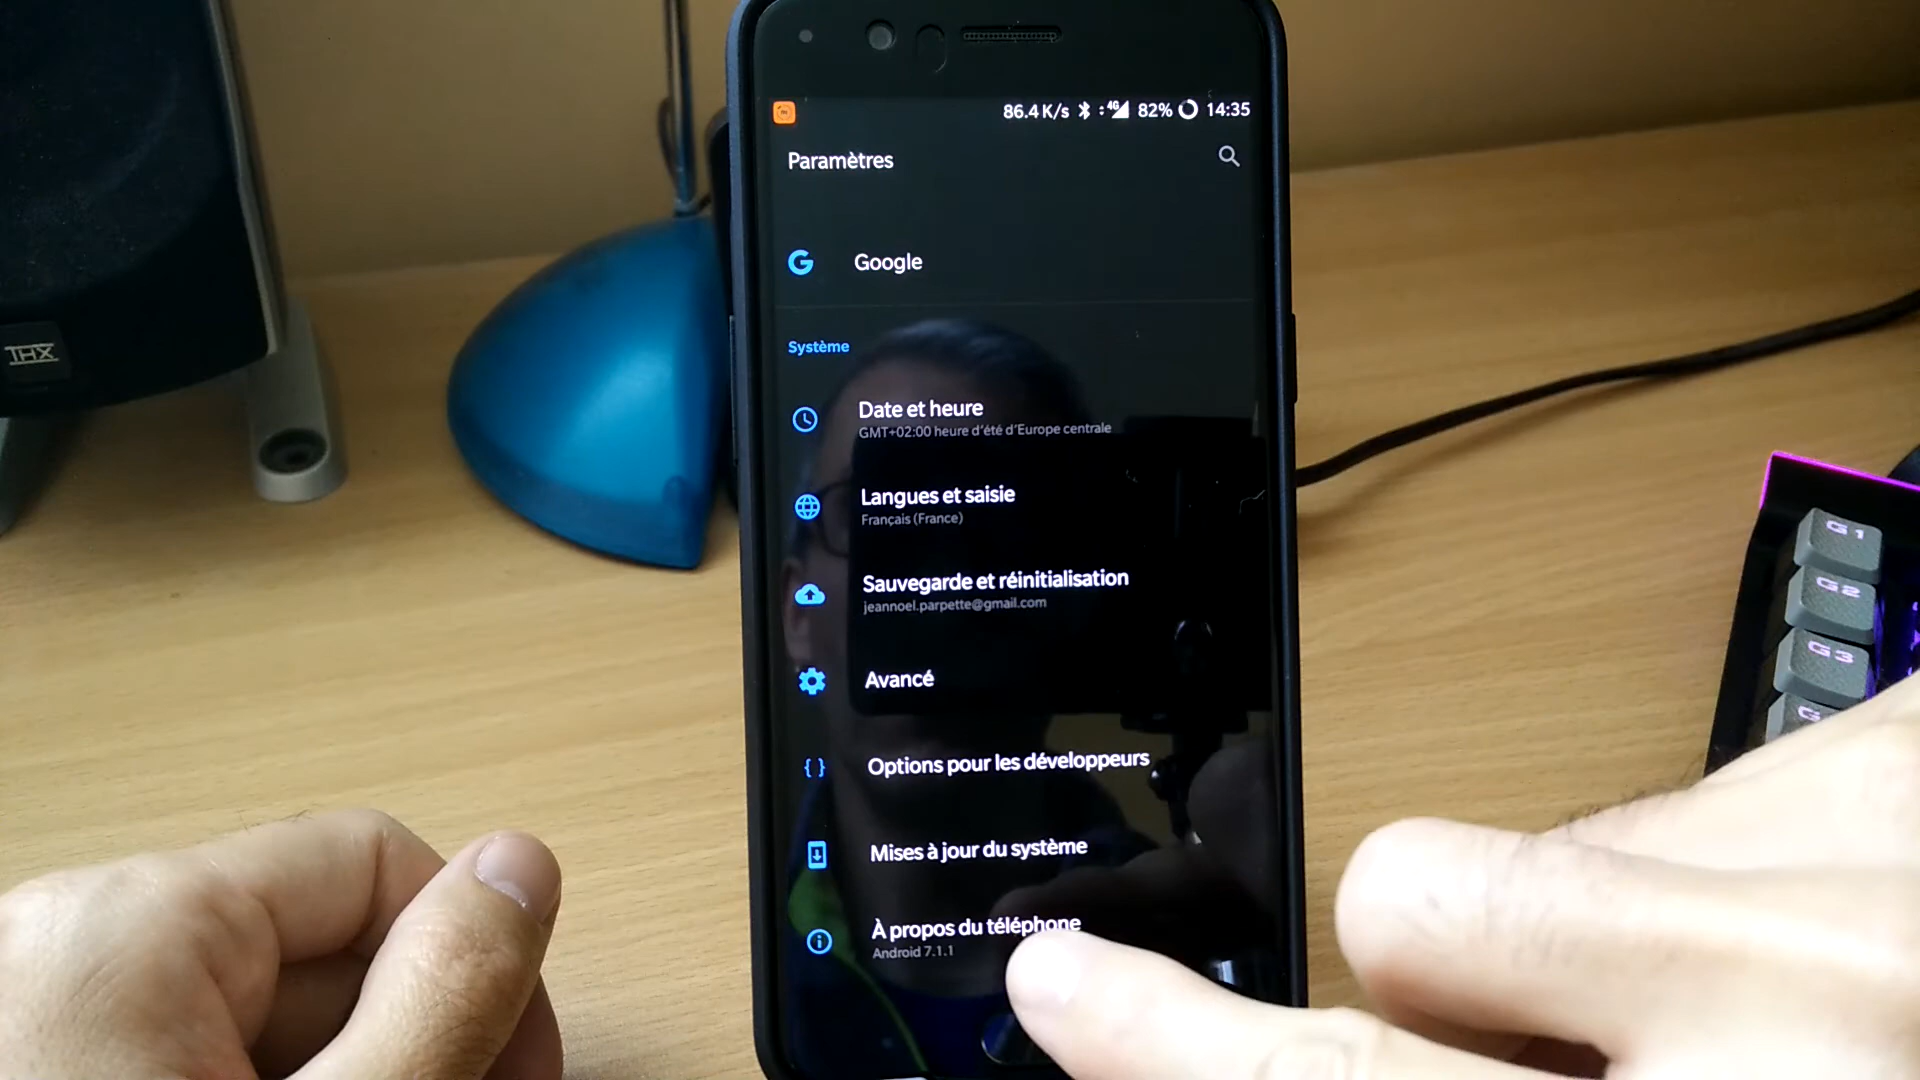 86.4 K/s 4G 82% 14:35
Paramètres
Google
Système
Date et heure
GMT+02:00 heure d'été d'Europe centrale
Langues et saisie
Français (France)
Sauvegarde et réinitialisation
jeannoel.parpette@gmail.com
Avancé
Options pour les développeurs
Mises à jour du système
À propos du téléphone
Android 7.1.1
THX
G1
G2
G3